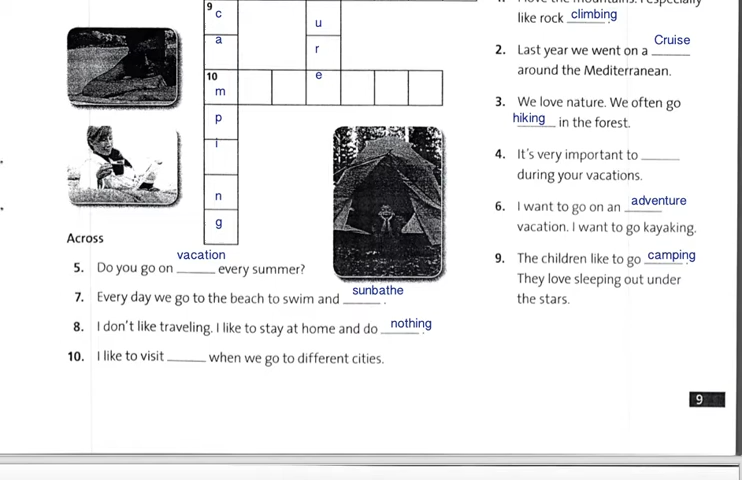 9
c
u
a
r
10
m
e
p
i
n
g
like rock climbing
2. Last year we went on a Cruise
around the Mediterranean.
3. We love nature. We often go
hiking in the forest.
4. It's very important to ______
during your vacations.
6. I want to go on an adventure
vacation. I want to go kayaking.
9. The children like to go camping.
They love sleeping out under
the stars.
Across
5. Do you go on vacation every summer?
7. Every day we go to the beach to swim and sunbathe.
8. I don't like traveling. I like to stay at home and do nothing.
10. I like to visit ______ when we go to different cities.
9